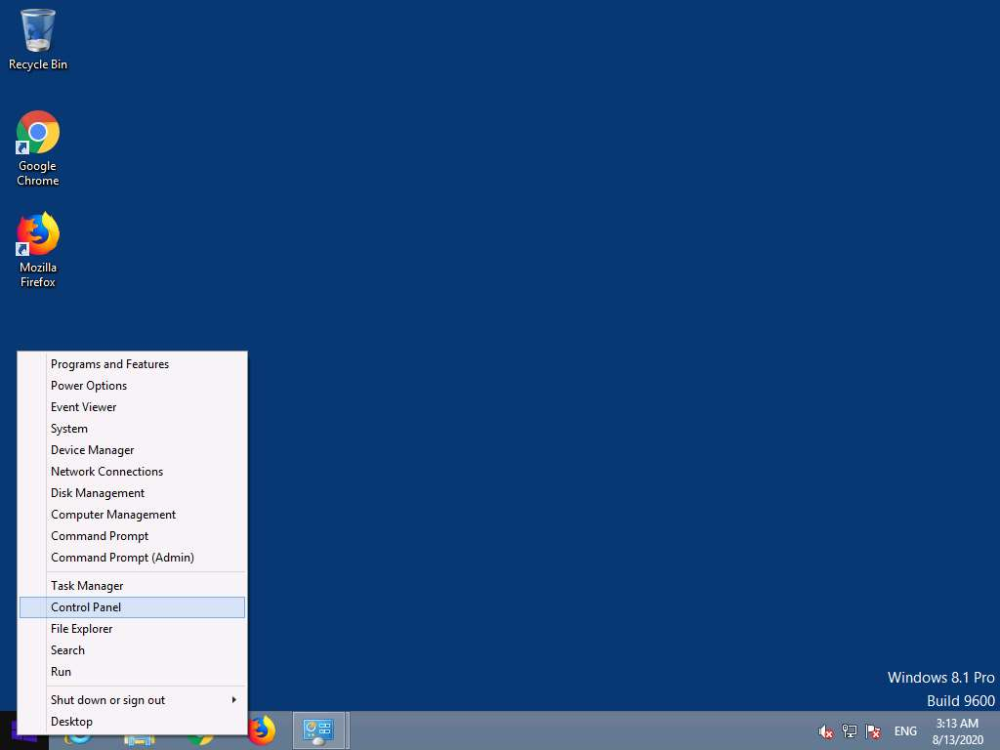 Recycle Bin
Google
Chrome
Mozilla
Firefox
Programs and Features
Power Options
Event Viewer
System
Device Manager
Network Connections
Disk Management
Computer Management
Command Prompt
Command Prompt (Admin)
Task Manager
Control Panel
File Explorer
Search
Run
Shut down or sign out
Desktop
Windows 8.1 Pro
Build 9600
ENG
3:13 AM
8/13/2020